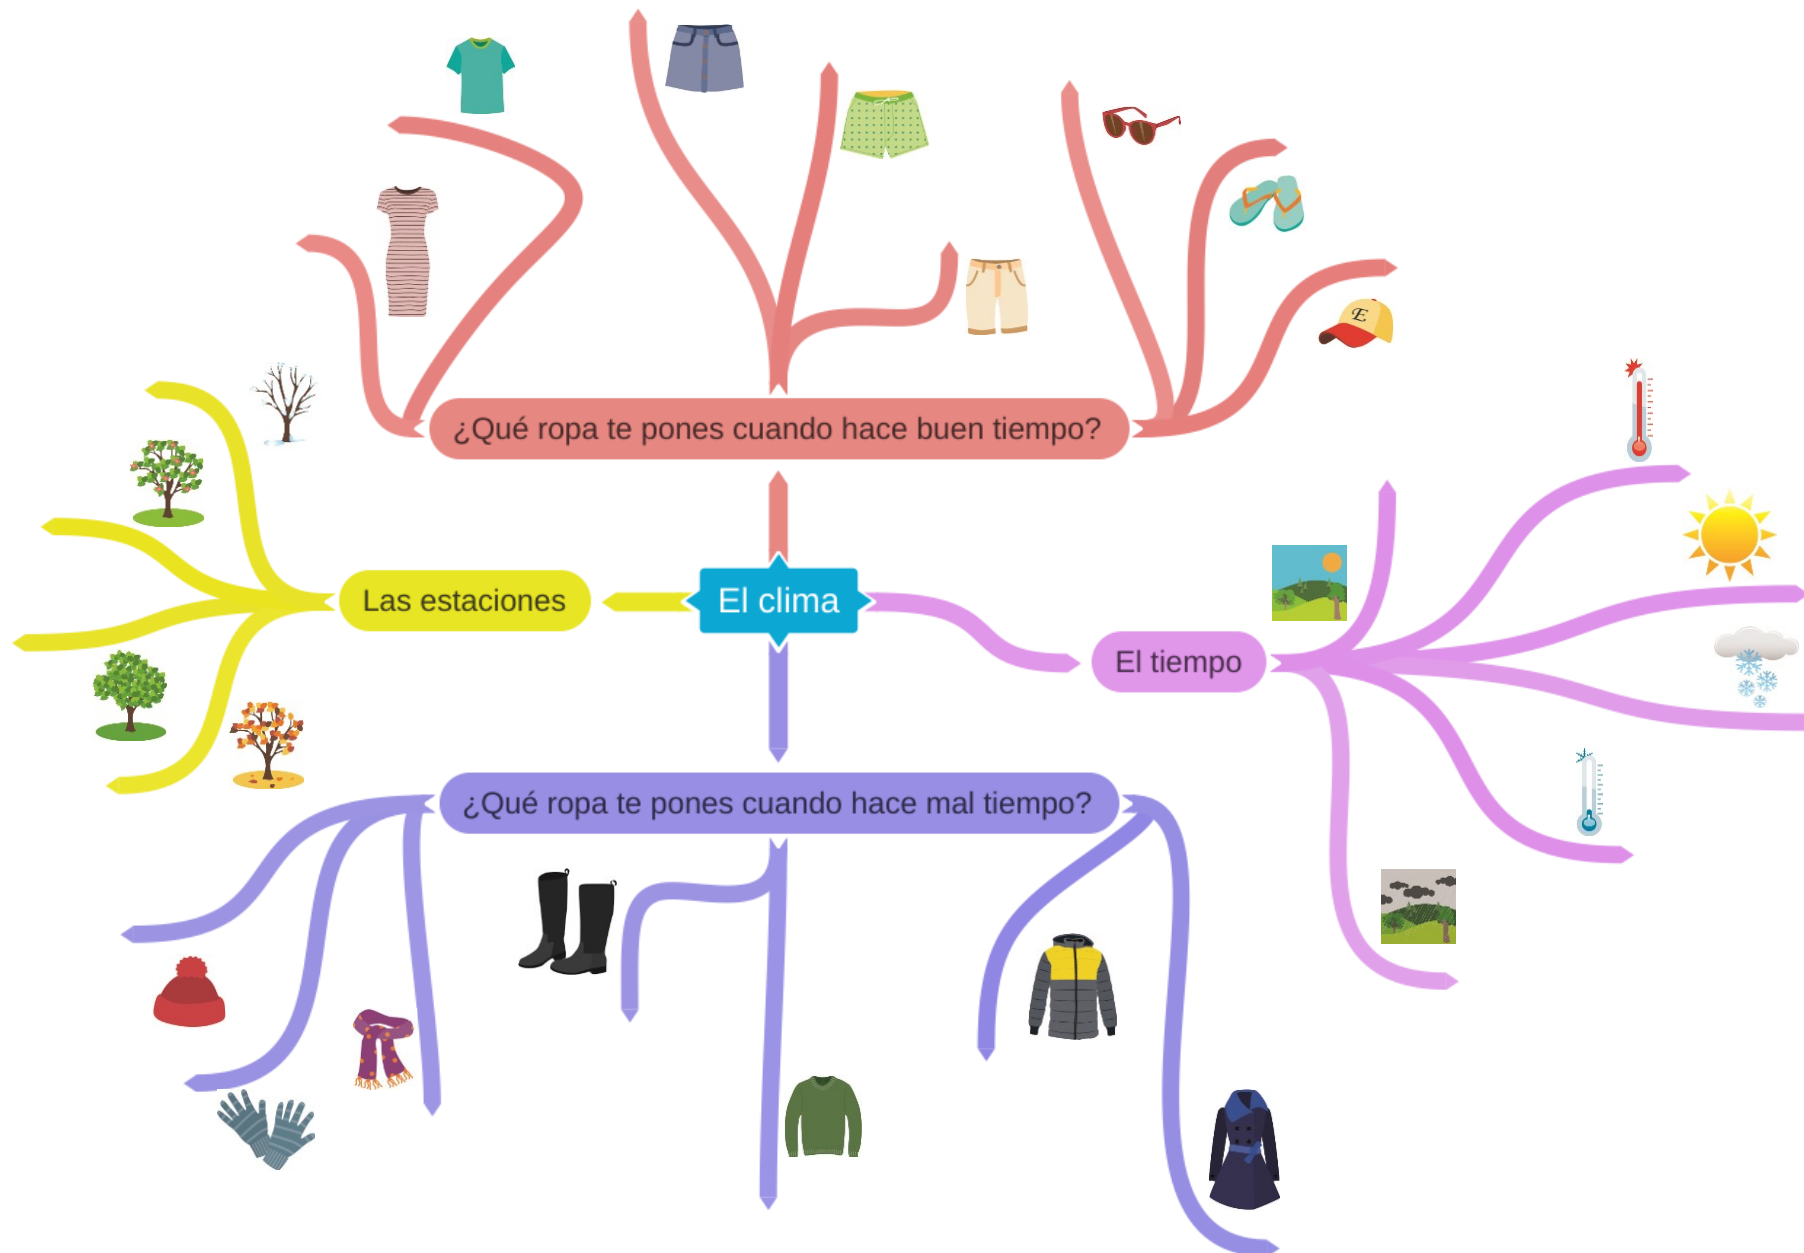 ¿Qué ropa te pones cuando hace buen tiempo?
E
Las estaciones
El clima
El tiempo
¿Qué ropa te pones cuando hace mal tiempo?